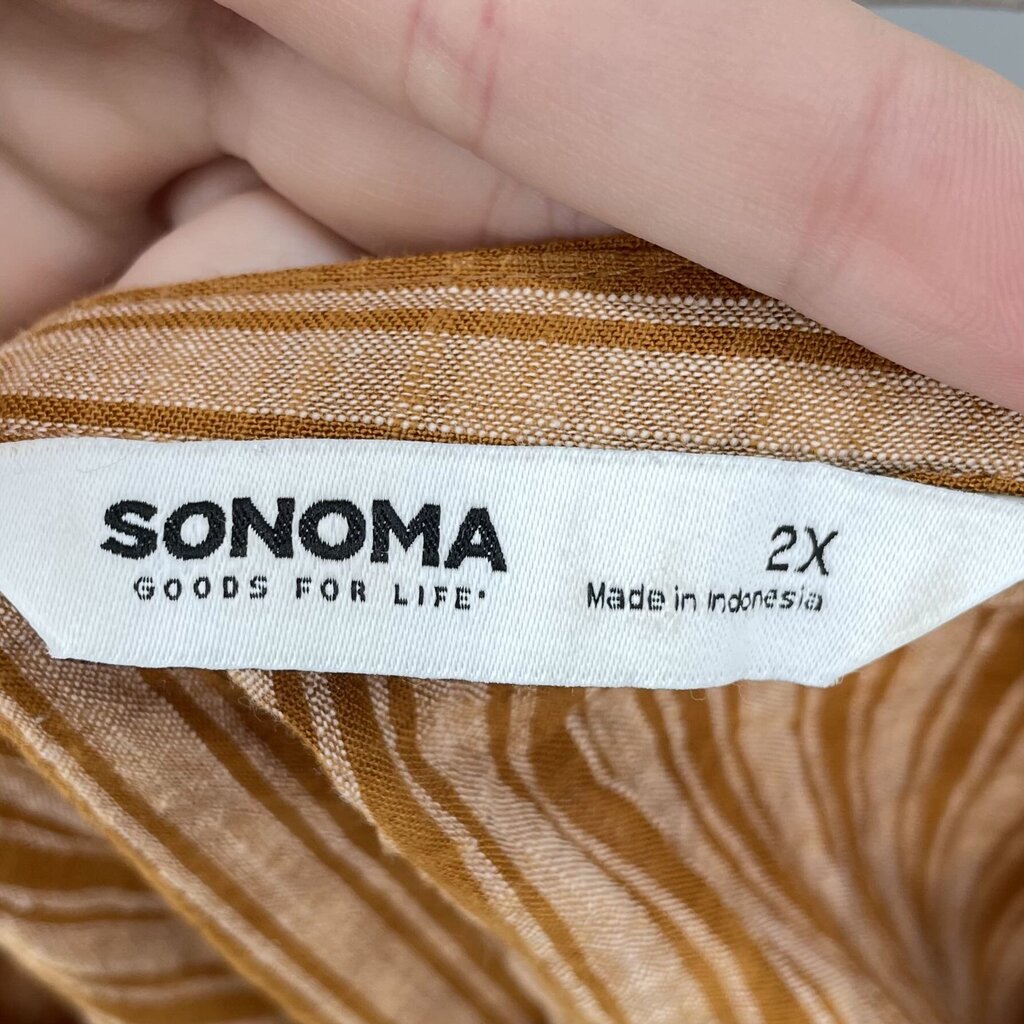 SONOMA
GOODS FOR LIFE
2X
Made in Indonesia